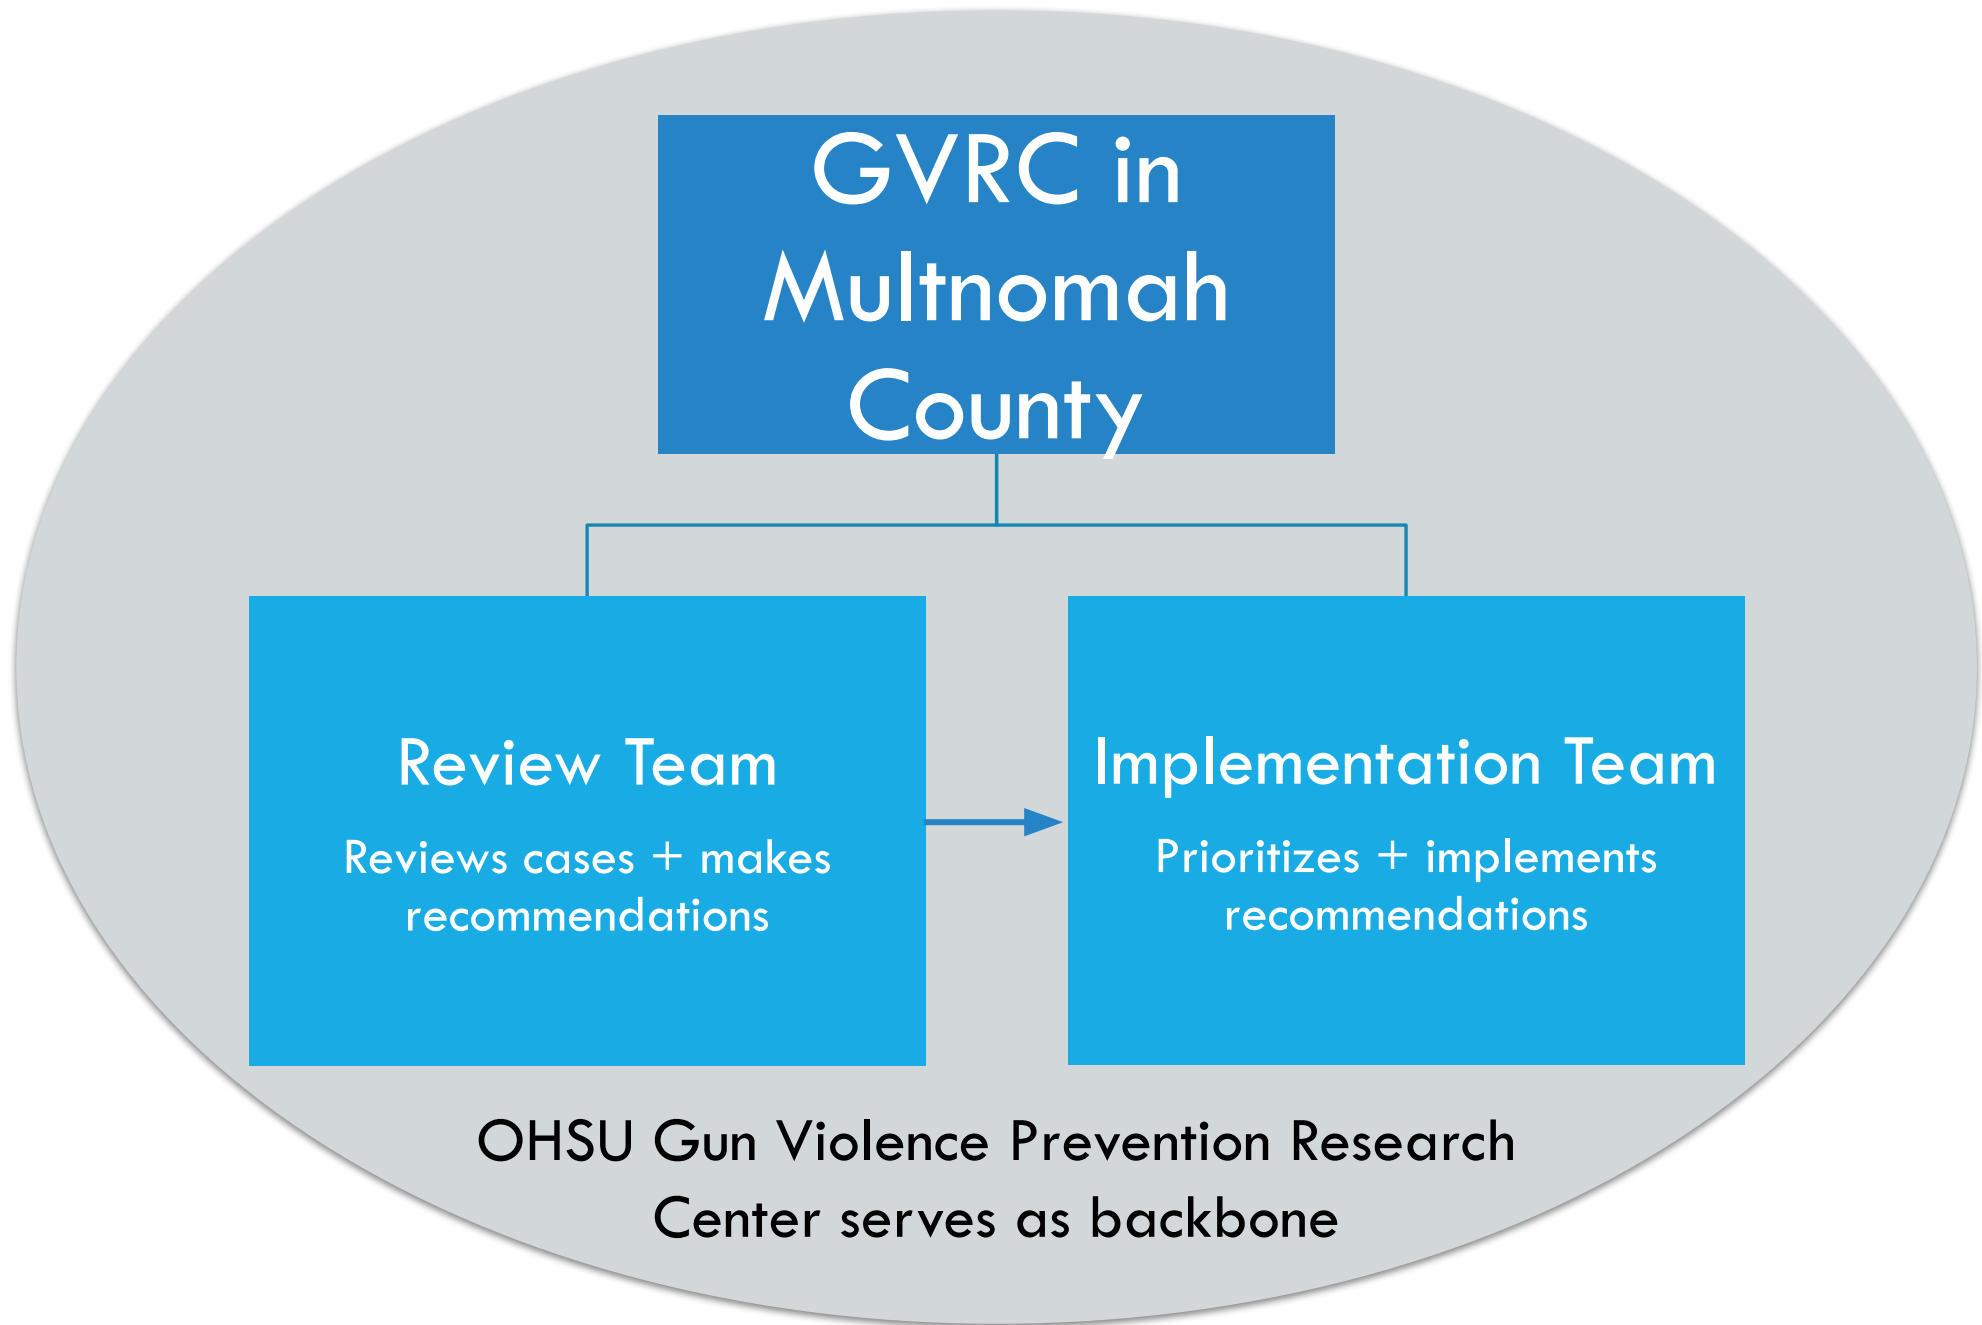 GVRC in
Multnomah
County
Review Team
Reviews cases + makes
recommendations
Implementation Team
Prioritizes + implements
recommendations
OHSU Gun Violence Prevention Research
Center serves as backbone